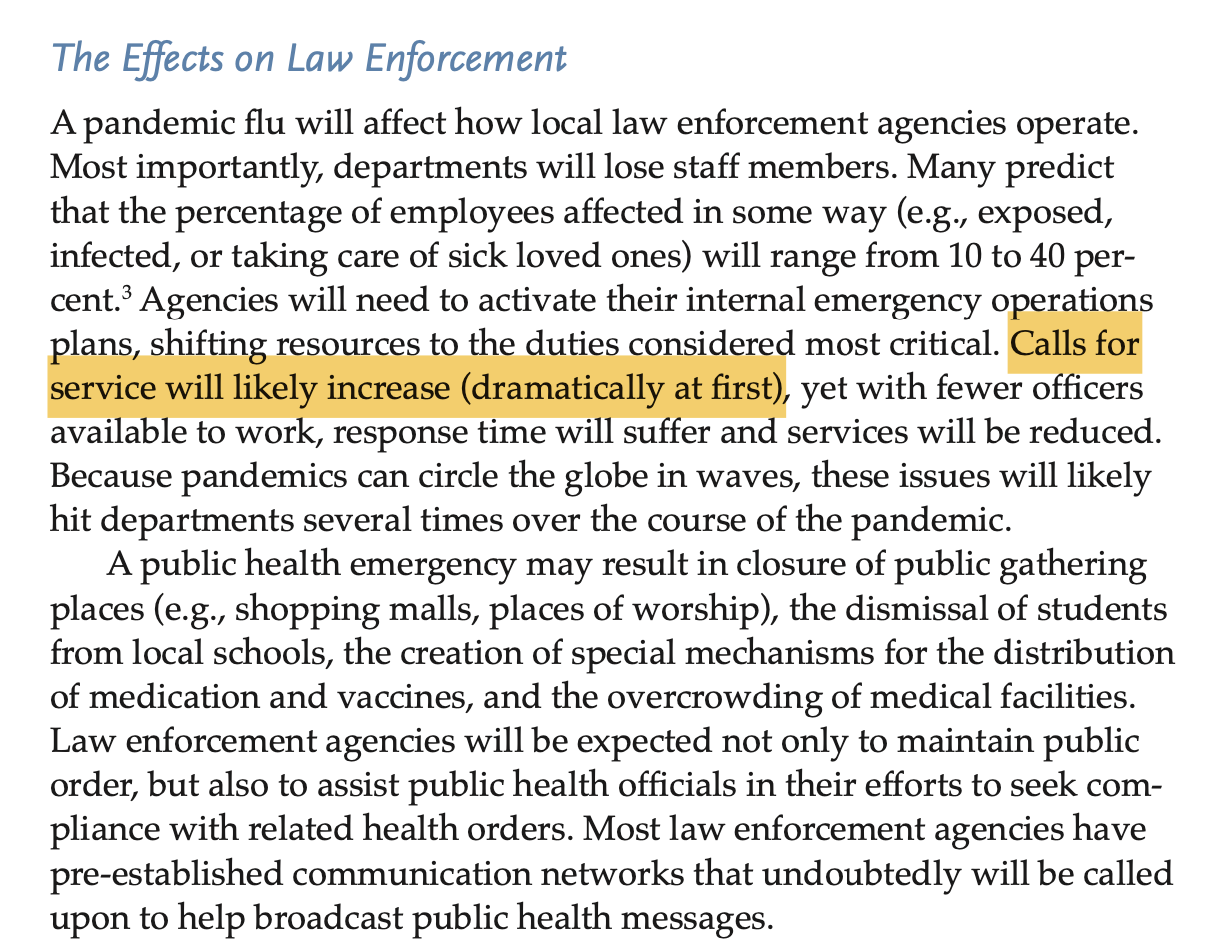 The Effects on Law Enforcement
A pandemic flu will affect how local law enforcement agencies operate.
Most importantly, departments will lose staff members. Many predict
that the percentage of employees affected in some way (e.g., exposed,
infected, or taking care of sick loved ones) will range from 10 to 40 per-
cent.³ Agencies will need to activate their internal emergency operations
plans, shifting resources to the duties considered most critical. Calls for
service will likely increase (dramatically at first), yet with fewer officers
available to work, response time will suffer and services will be reduced.
Because pandemics can circle the globe in waves, these issues will likely
hit departments several times over the course of the pandemic.
A public health emergency may result in closure of public gathering
places (e.g., shopping malls, places of worship), the dismissal of students
from local schools, the creation of special mechanisms for the distribution
of medication and vaccines, and the overcrowding of medical facilities.
Law enforcement agencies will be expected not only to maintain public
order, but also to assist public health officials in their efforts to seek com-
pliance with related health orders. Most law enforcement agencies have
pre-established communication networks that undoubtedly will be called
upon to help broadcast public health messages.